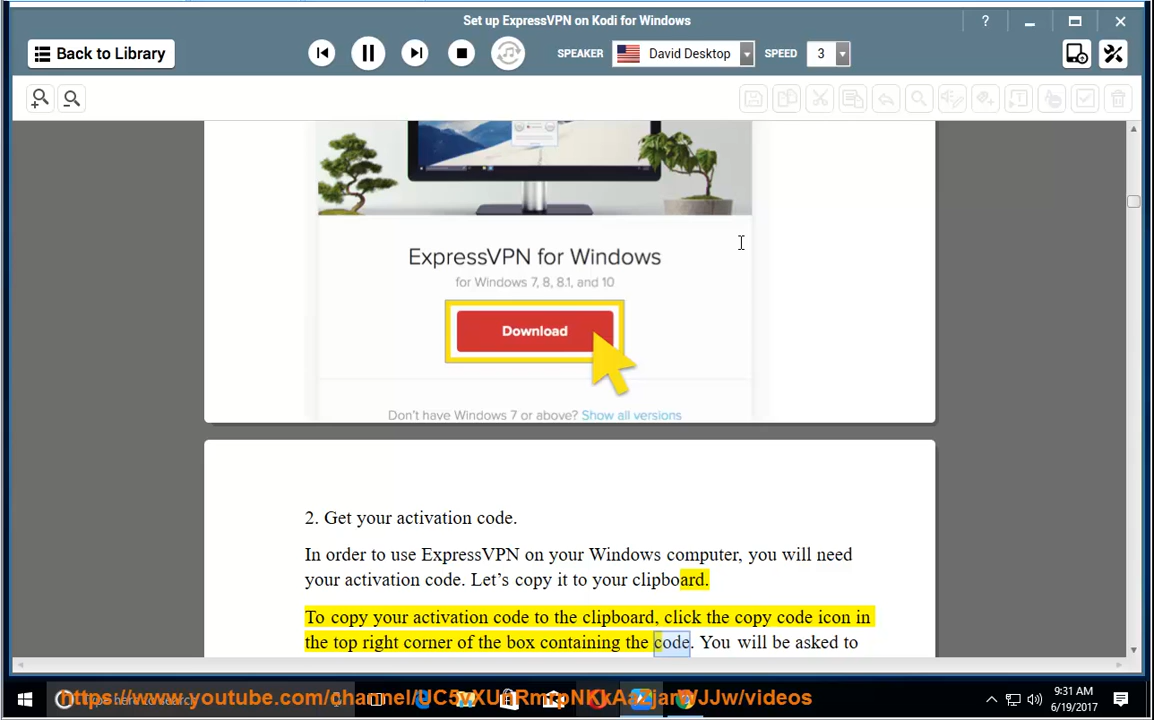 Set up ExpressVPN on Kodi for Windows
?
Back to Library
SPEAKER
David Desktop
SPEED
3
ExpressVPN for Windows
for Windows 7, 8, 8.1, and 10
Download
Don't have Windows 7 or above? Show all versions
2. Get your activation code.
In order to use ExpressVPN on your Windows computer, you will need
your activation code. Let’s copy it to your clipboard.
To copy your activation code to the clipboard, click the copy code icon in
the top right corner of the box containing the code. You will be asked to
9:31 AM
6/19/2017